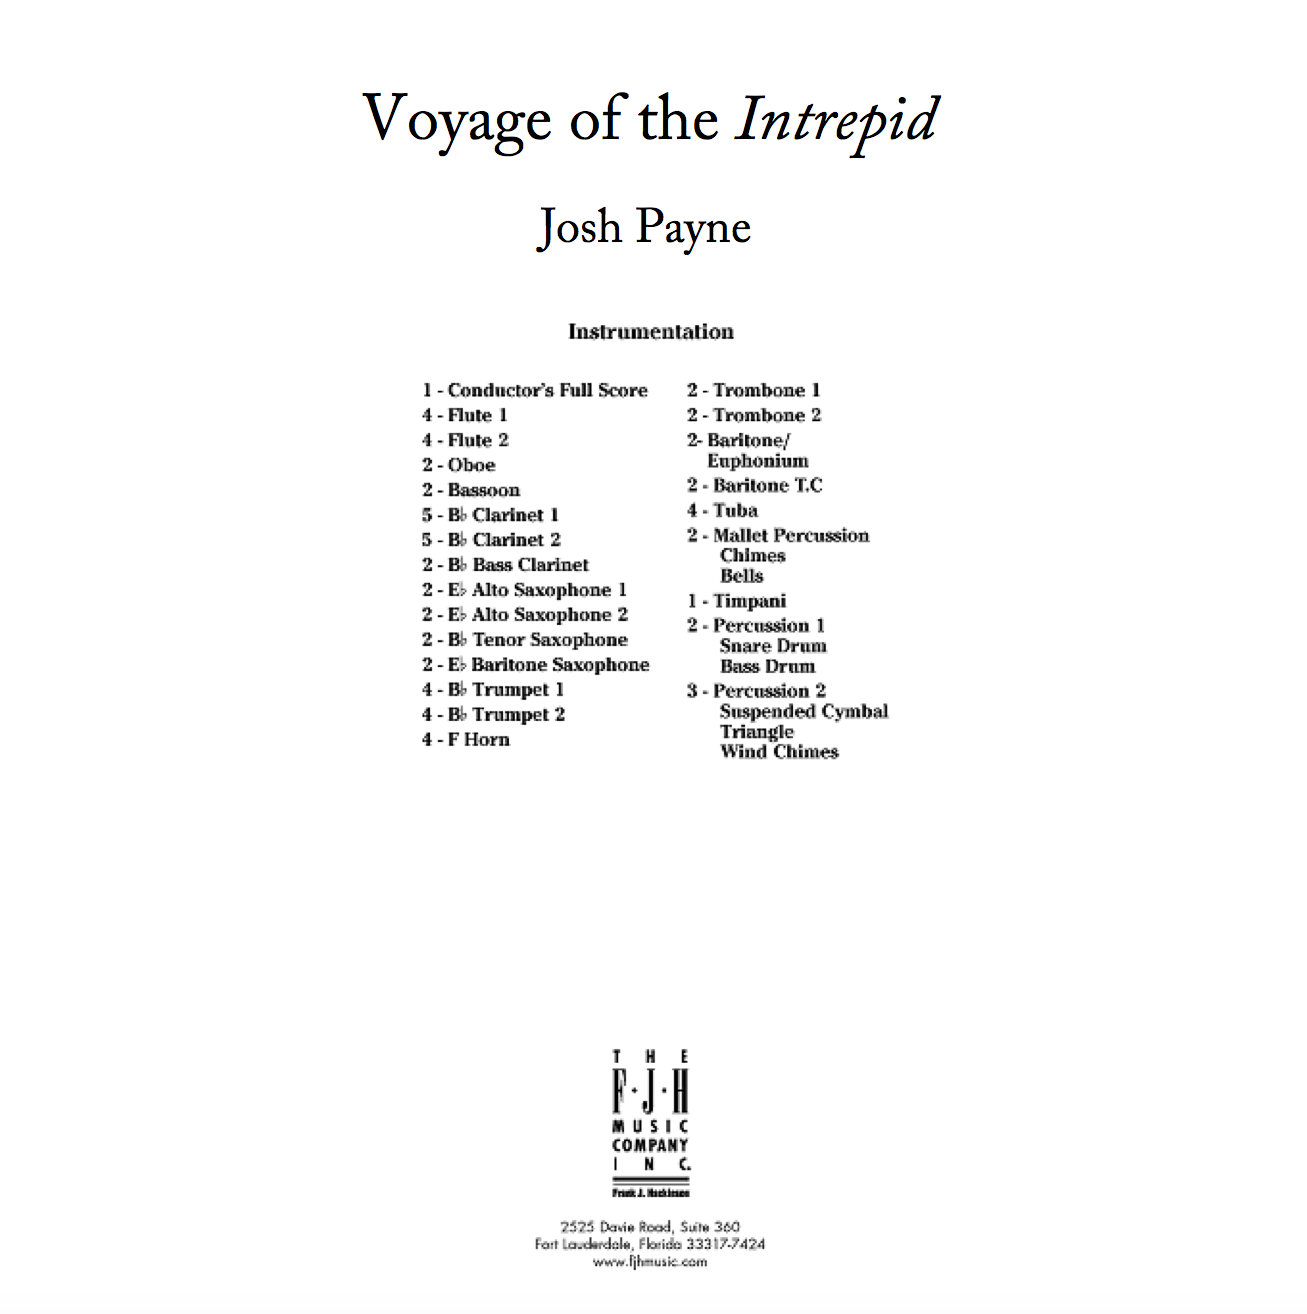 Voyage of the Intrepid
Josh Payne
Instrumentation
1 - Conductor's Full Score
4 - Flute 1
4 - Flute 2
2 - Oboe
2 - Bassoon
5 - B♭ Clarinet 1
5 - B♭ Clarinet 2
2 - B♭ Bass Clarinet
2 - E♭ Alto Saxophone 1
2 - E♭ Alto Saxophone 2
2 - B♭ Tenor Saxophone
2 - E♭ Baritone Saxophone
4 - B♭ Trumpet 1
4 - B♭ Trumpet 2
4 - F Horn
2 - Trombone 1
2 - Trombone 2
2- Baritone/
Euphonium
2 - Baritone T.C
4 - Tuba
2 - Mallet Percussion
Chimes
Bells
1 - Timpani
2 - Percussion 1
Snare Drum
Bass Drum
3 - Percussion 2
Suspended Cymbal
Triangle
Wind Chimes
THE
F·J·H
MUSIC
COMPANY
INC.
Frank J. Hackinson
2525 Davie Road, Suite 360
Fort Lauderdale, Florida 33317-7424
www.fjhmusic.com